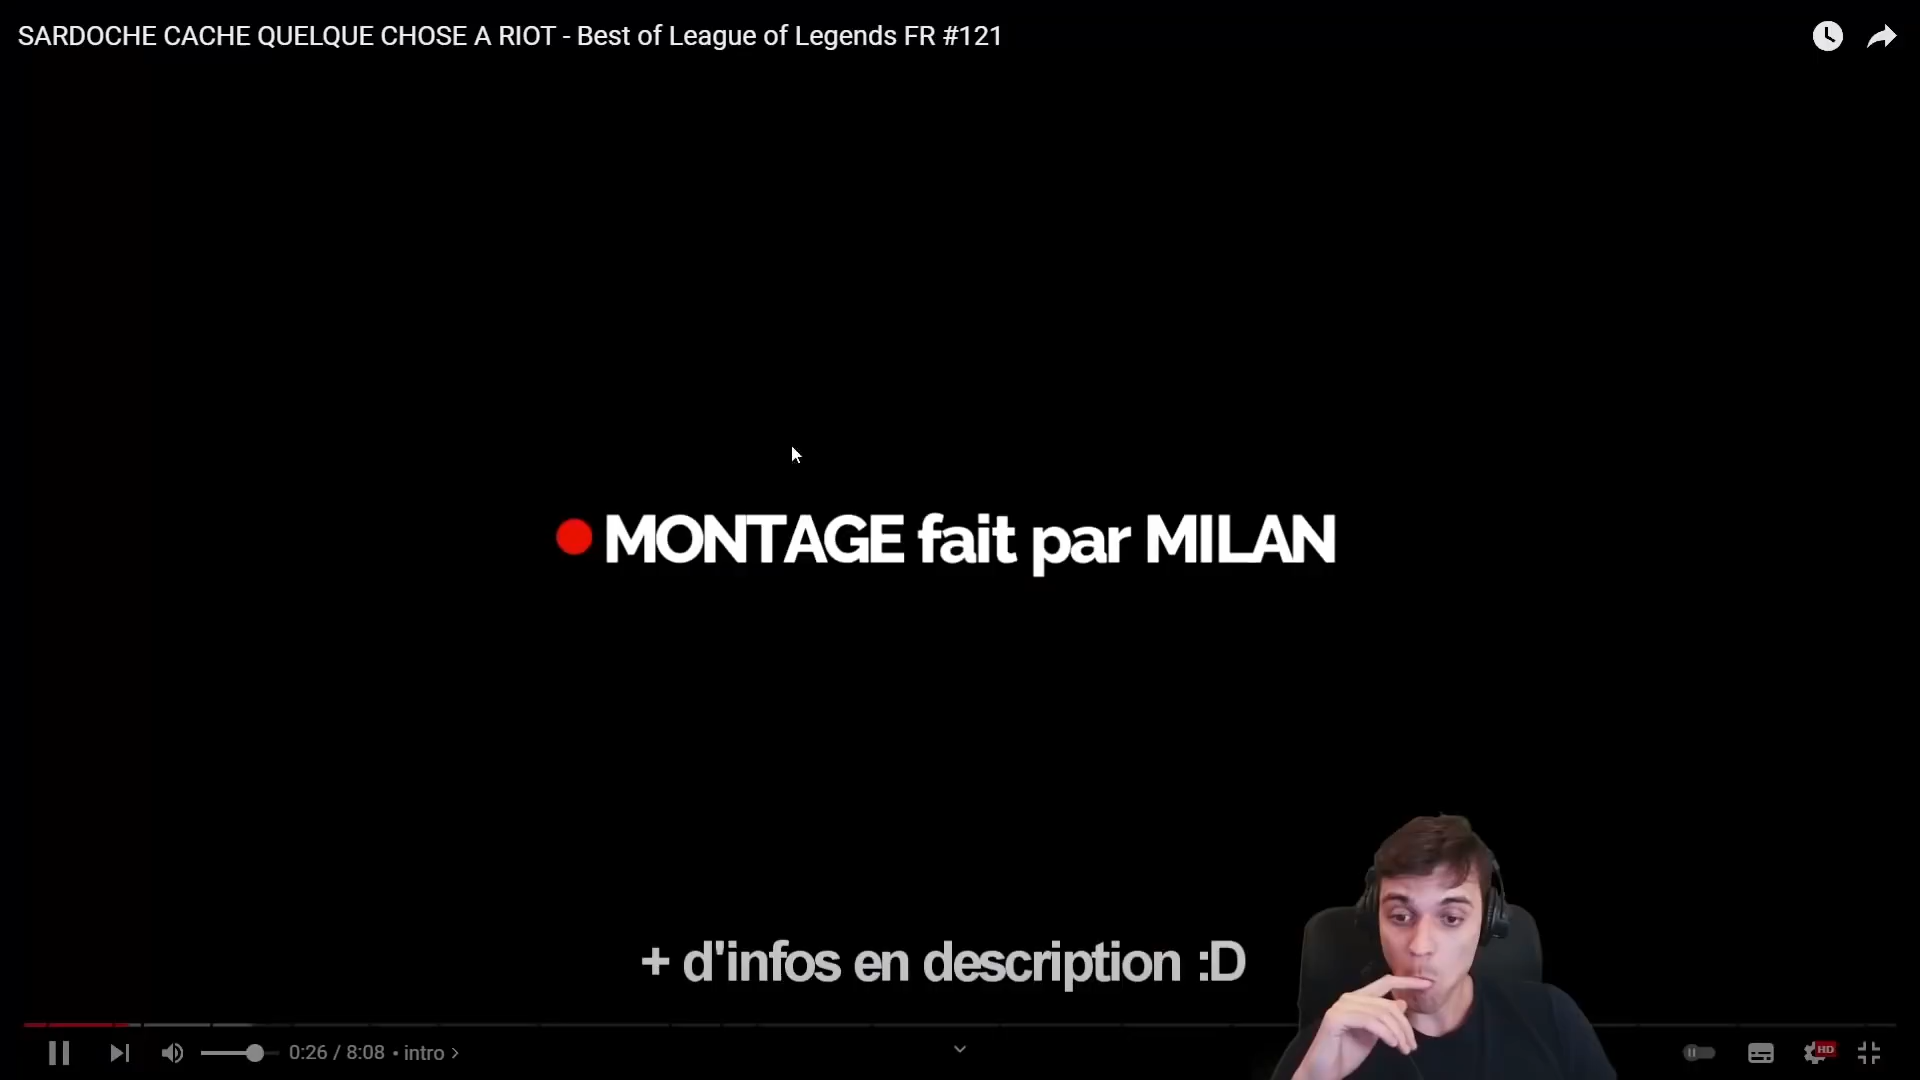 SARDOCHE CACHE QUELQUE CHOSE A RIOT - Best of League of Legends FR #121
MONTAGE fait par MILAN
+ d'infos en description :D
0:26 / 8:08 • intro >
HD